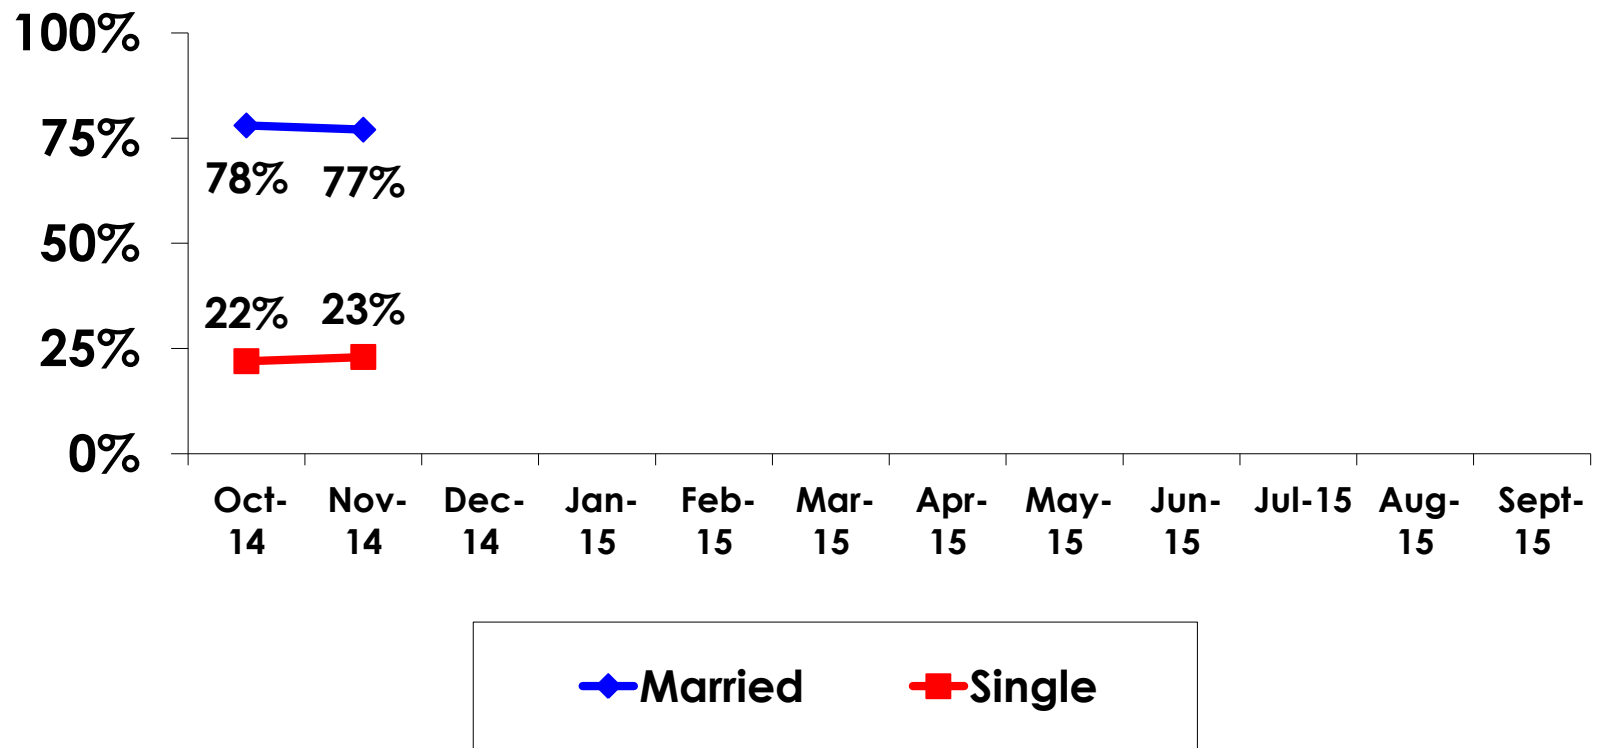 100%
75%
78% 77%
50%
22% 23%
25%
0%
Oct- Nov- Dec- Jan- Feb- Mar- Apr- May- Jun- Jul-15 Aug- Sept-
14 14 14 15 15 15 15 15 15 15 15
Married Single